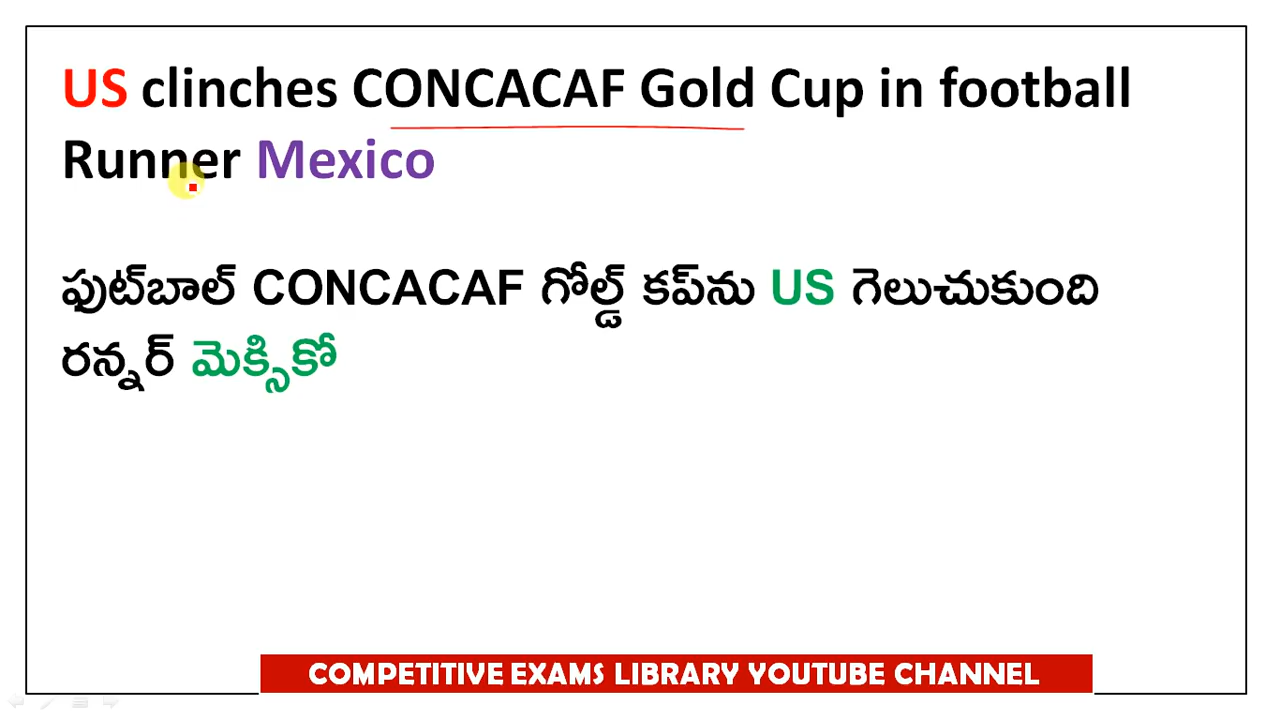 US clinches CONCACAF Gold Cup in football
Runner Mexico
ఫుట్‌బాల్ CONCACAF గోల్డ్ కప్‌ను US గెలుచుకుంది
రన్నర్ మెక్సికో
COMPETITIVE EXAMS LIBRARY YOUTUBE CHANNEL